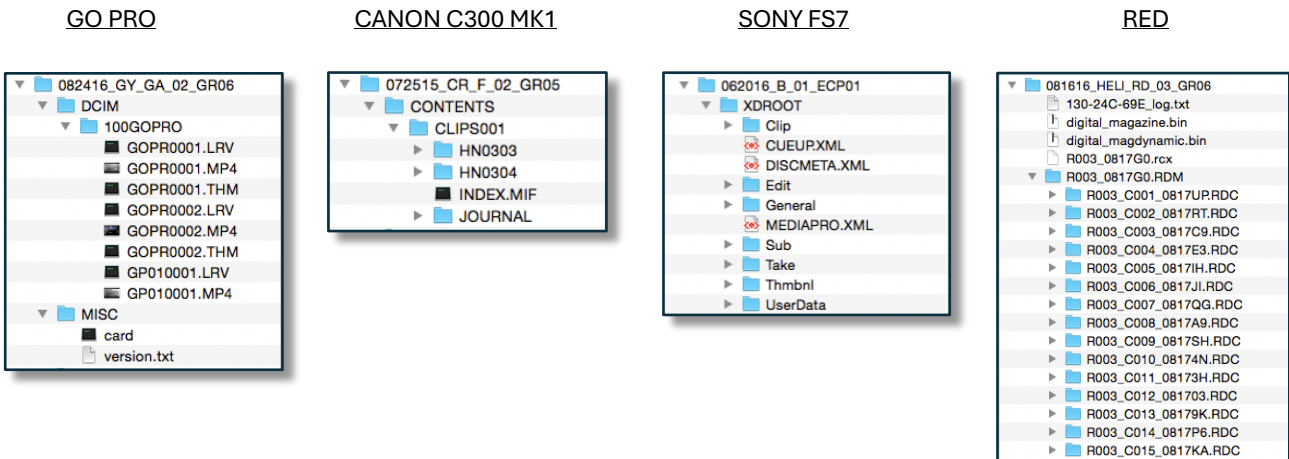 GO PRO
082416_GY_GA_02_GR06
DCIM
100GOPRO
GOPR0001.LRV
GOPR0001.MP4
GOPR0001.THM
GOPR0002.LRV
GOPR0002.MP4
GOPR0002.THM
GP010001.LRV
GP010001.MP4
MISC
card
version.txt
CANON C300 MK1
072515_CR_F_02_GR05
CONTENTS
CLIPS001
HN0303
HN0304
INDEX.MIF
JOURNAL
SONY FS7
062016_B_01_ECP01
XDROOT
Clip
CUEUP.XML
DISCMETA.XML
Edit
General
MEDIAPRO.XML
Sub
Take
Thmbnl
UserData
RED
081616_HELI_RD_03_GR06
130-24C-69E_log.txt
digital_magazine.bin
digital_magdynamic.bin
R003_0817G0.rcx
R003_0817G0.RDM
R003_C001_0817UP.RDC
R003_C002_0817RT.RDC
R003_C003_0817C9.RDC
R003_C004_0817E3.RDC
R003_C005_0817IH.RDC
R003_C006_0817JI.RDC
R003_C007_0817QG.RDC
R003_C008_0817A9.RDC
R003_C009_0817SH.RDC
R003_C010_08174N.RDC
R003_C011_08173H.RDC
R003_C012_081703.RDC
R003_C013_08179K.RDC
R003_C014_0817P6.RDC
R003_C015_0817KA.RDC